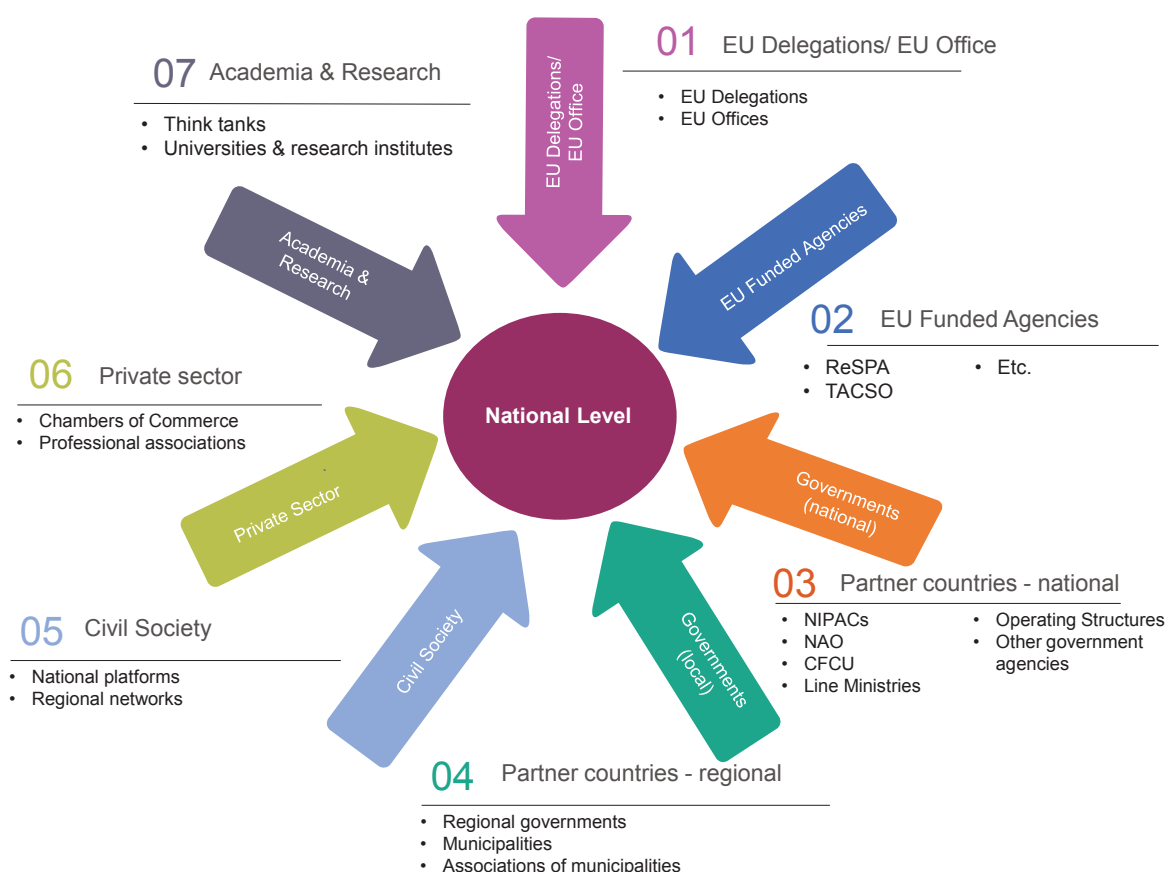 01 EU Delegations/ EU Office
• EU Delegations
• EU Offices
EU Delegations/
EU Office
07 Academia & Research
• Think tanks
• Universities & research institutes
Academia &
Research
EU Funded Agencies
02 EU Funded Agencies
• ReSPA
• TACSO
• Etc.
06 Private sector
• Chambers of Commerce
• Professional associations
Private Sector
National Level
Governments
(national)
03 Partner countries - national
• NIPACs
• NAO
• CFCU
• Line Ministries
• Operating Structures
• Other government
agencies
05 Civil Society
• National platforms
• Regional networks
Civil Society
Governments
(local)
04 Partner countries - regional
• Regional governments
• Municipalities
• Associations of municipalities